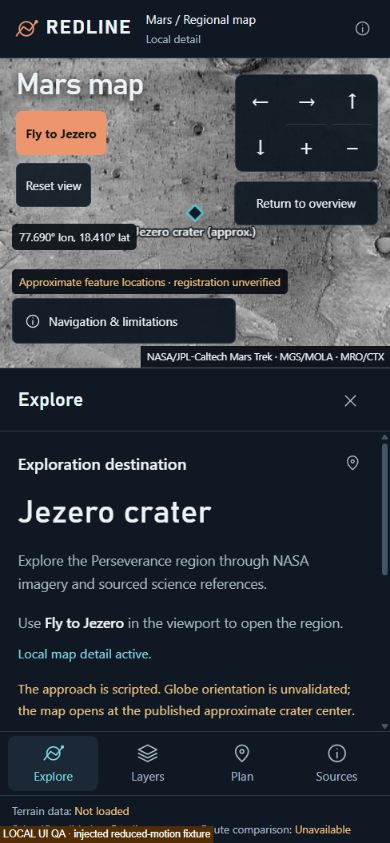 REDLINE
Mars / Regional map
Local detail
Mars map
← → ↑
↓ + −
Fly to Jezero
Reset view
Return to overview
77.690° lon, 18.410° lat
Jezero crater (approx.)
Approximate feature locations · registration unverified
Navigation & limitations
NASA/JPL-Caltech Mars Trek · MGS/MOLA · MRO/CTX
Explore
Exploration destination
Jezero crater
Explore the Perseverance region through NASA
imagery and sourced science references.
Use Fly to Jezero in the viewport to open the region.
Local map detail active.
The approach is scripted. Globe orientation is unvalidated;
the map opens at the published approximate crater center.
Explore
Layers
Plan
Sources
Terrain data: Not loaded
LOCAL UI QA · injected reduced-motion fixture
comparison: Unavailable